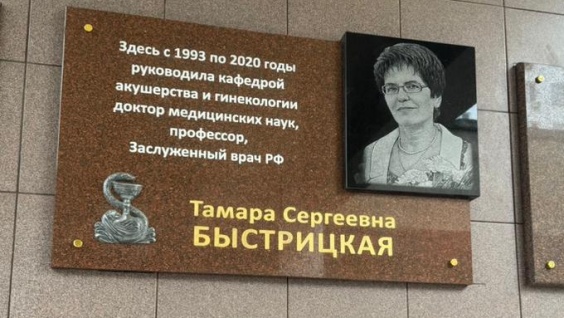 Здесь с 1993 по 2020 годы
руководила кафедрой
акушерства и гинекологии
доктор медицинских наук,
профессор,
Заслуженный врач РФ
Тамара Сергеевна
БЫСТРИЦКАЯ